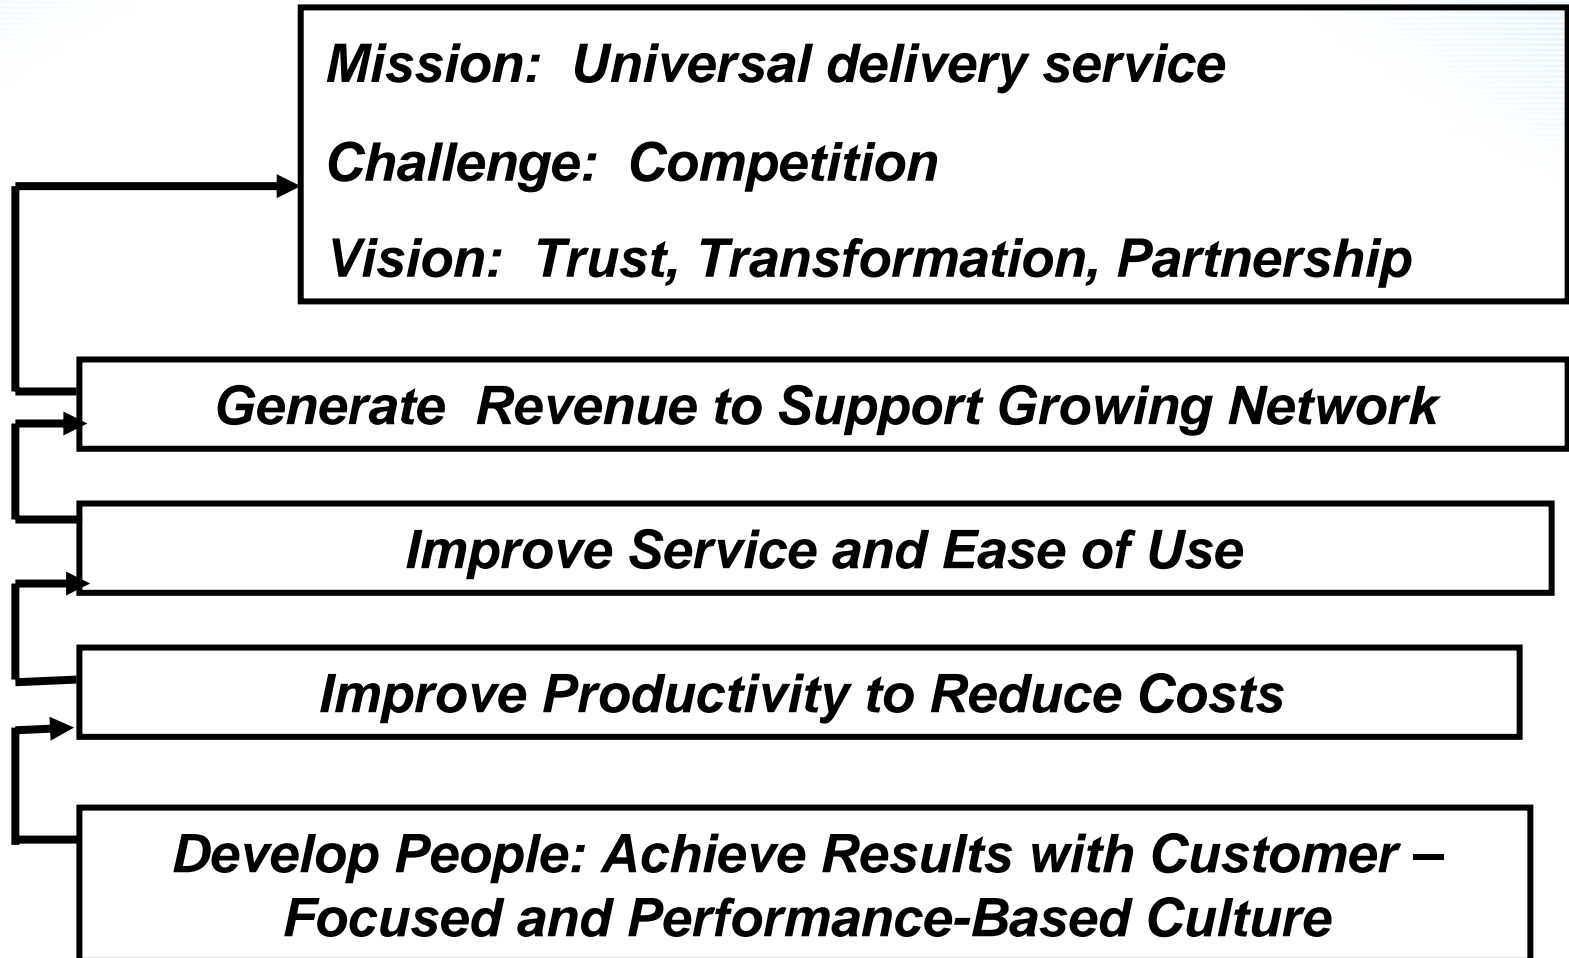 Mission:  Universal delivery service
Challenge:  Competition
Vision:  Trust, Transformation, Partnership
Generate  Revenue to Support Growing Network
Improve Service and Ease of Use
Improve Productivity to Reduce Costs
Develop People: Achieve Results with Customer –
Focused and Performance-Based Culture